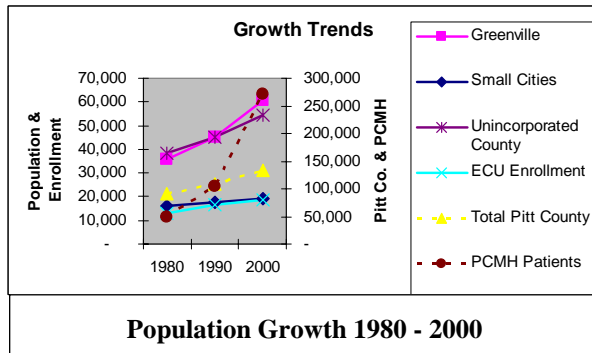 Growth Trends
Population &
Enrollment
70,000
60,000
50,000
40,000
30,000
20,000
10,000
-
1980 1990 2000
300,000
250,000
200,000
150,000
100,000
50,000
-
Pitt Co. & PCMH
Greenville
Small Cities
Unincorporated
County
ECU Enrollment
Total Pitt County
PCMH Patients
Population Growth 1980 - 2000